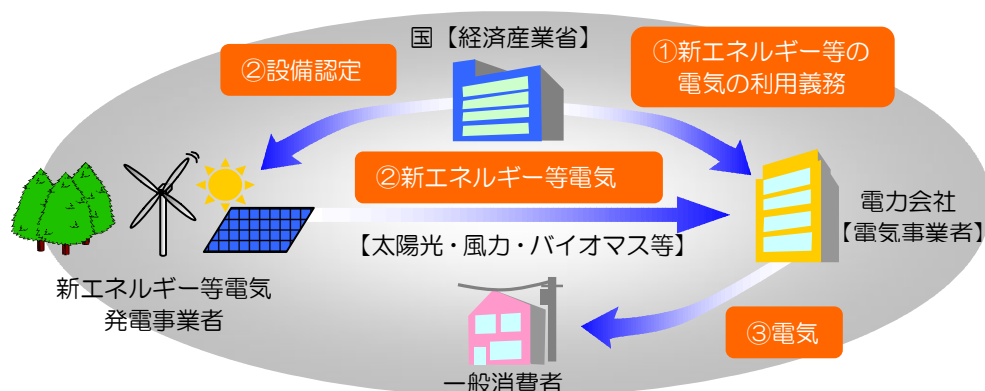 国【経済産業省】
②設備認定
①新エネルギー等の
電気の利用義務
②新エネルギー等電気
【太陽光・風力・バイオマス等】
電力会社
【電気事業者】
新エネルギー等電気
発電事業者
③電気
一般消費者